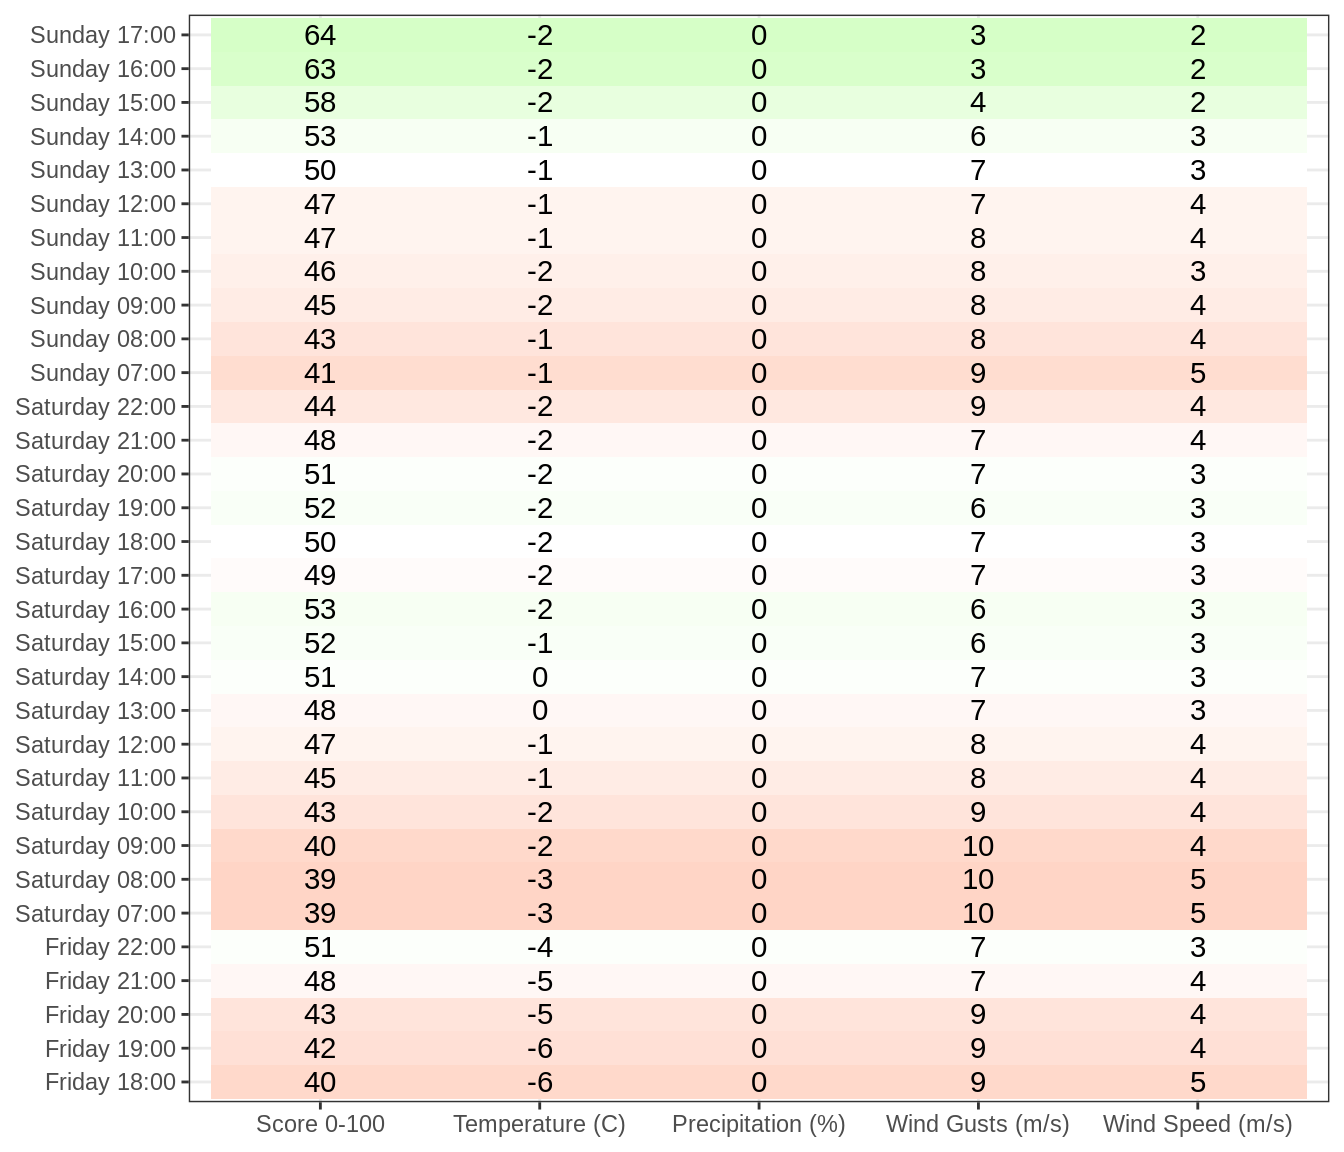 Sunday 17:00 64 -2 0 3 2
Sunday 16:00 63 -2 0 3 2
Sunday 15:00 58 -2 0 4 2
Sunday 14:00 53 -1 0 6 3
Sunday 13:00 50 -1 0 7 3
Sunday 12:00 47 -1 0 7 4
Sunday 11:00 47 -1 0 8 4
Sunday 10:00 46 -2 0 8 3
Sunday 09:00 45 -2 0 8 4
Sunday 08:00 43 -1 0 8 4
Sunday 07:00 41 -1 0 9 5
Saturday 22:00 44 -2 0 9 4
Saturday 21:00 48 -2 0 7 4
Saturday 20:00 51 -2 0 7 3
Saturday 19:00 52 -2 0 6 3
Saturday 18:00 50 -2 0 7 3
Saturday 17:00 49 -2 0 7 3
Saturday 16:00 53 -2 0 6 3
Saturday 15:00 52 -1 0 6 3
Saturday 14:00 51 0 0 7 3
Saturday 13:00 48 0 0 7 3
Saturday 12:00 47 -1 0 8 4
Saturday 11:00 45 -1 0 8 4
Saturday 10:00 43 -2 0 9 4
Saturday 09:00 40 -2 0 10 4
Saturday 08:00 39 -3 0 10 5
Saturday 07:00 39 -3 0 10 5
Friday 22:00 51 -4 0 7 3
Friday 21:00 48 -5 0 7 4
Friday 20:00 43 -5 0 9 4
Friday 19:00 42 -6 0 9 4
Friday 18:00 40 -6 0 9 5
Score 0-100 Temperature (C) Precipitation (%) Wind Gusts (m/s) Wind Speed (m/s)